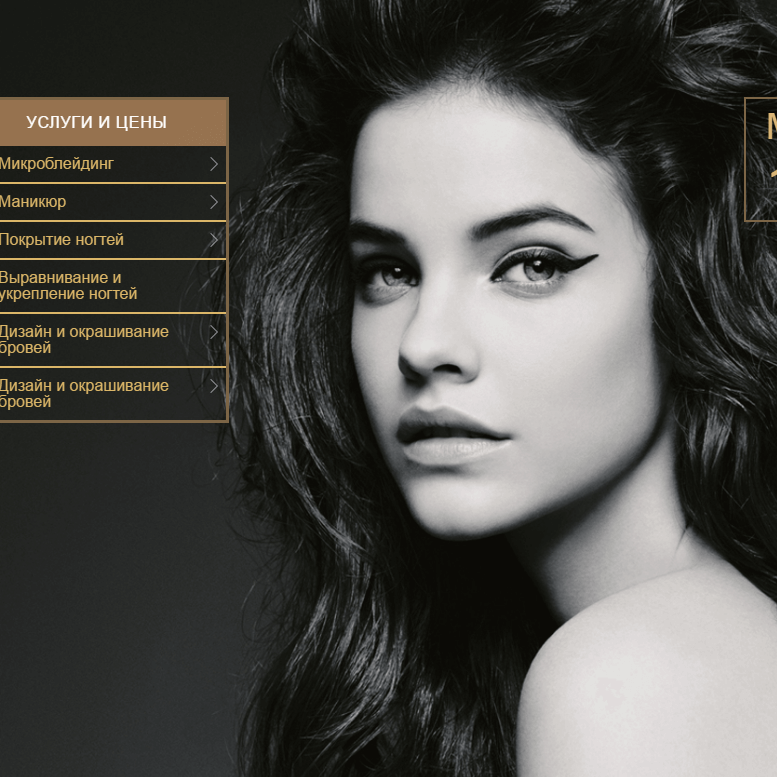 УСЛУГИ И ЦЕНЫ
Микроблейдинг
Маникюр
Покрытие ногтей
Выравнивание и
укрепление ногтей
Дизайн и окрашивание
бровей
Дизайн и окрашивание
бровей